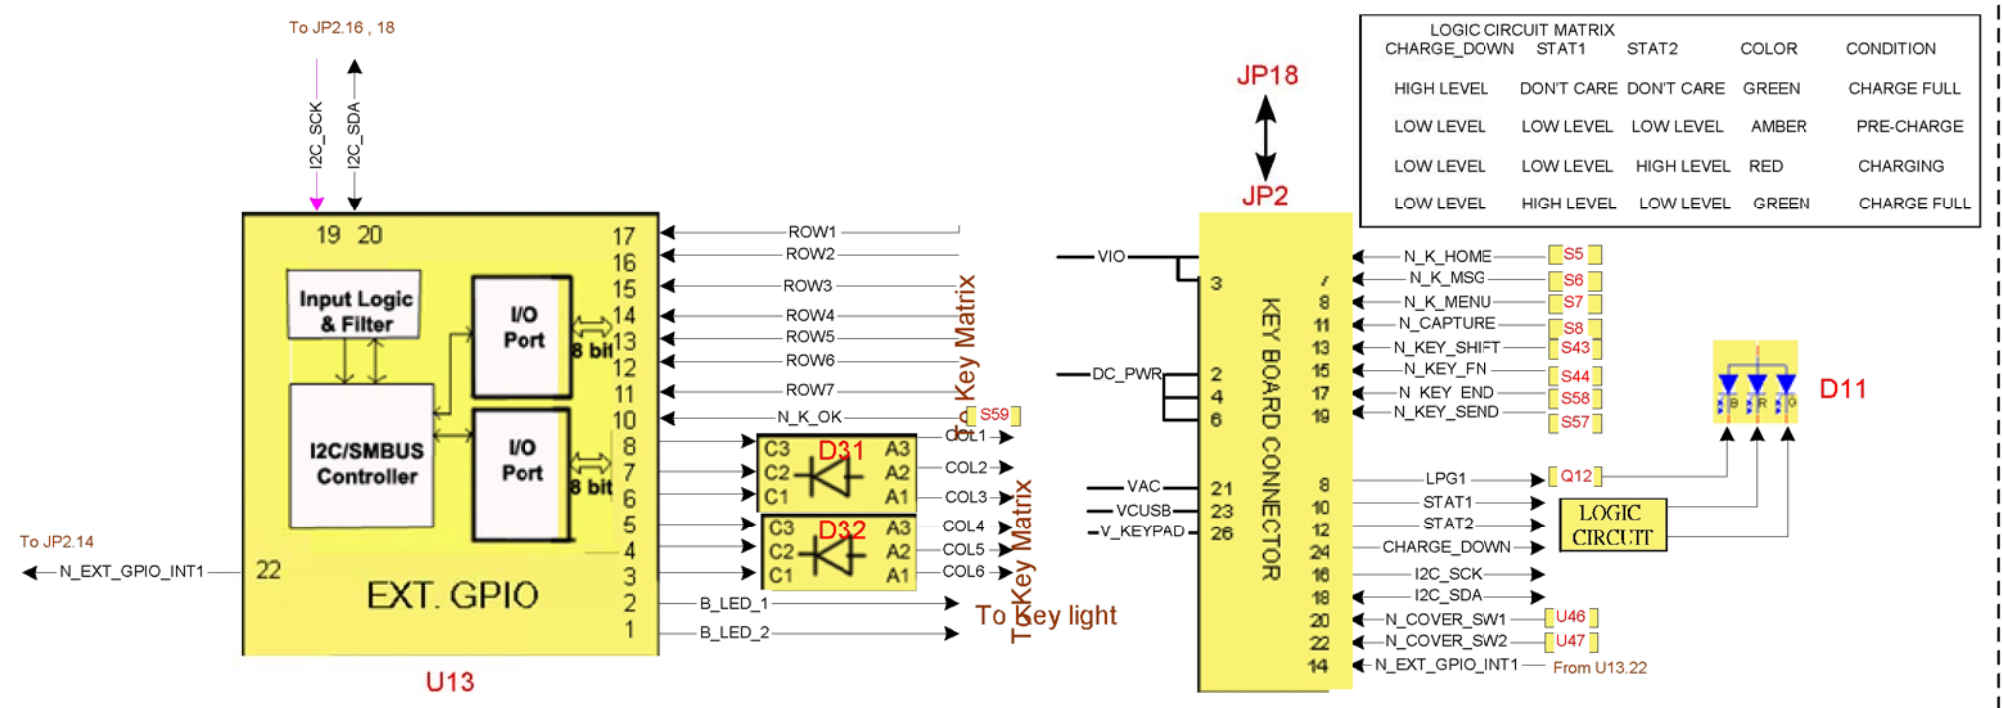 To JP2.16 , 18
I2C_SCK
I2C_SDA
19 20
Input Logic
& Filter
I/O
Port
8 bit
I2C/SMBUS
Controller
I/O
Port
8 bit
EXT. GPIO
U13
To JP2.14
N_EXT_GPIO_INT1
22
17 ROW1
16 ROW2
15 ROW3
14 ROW4
13 ROW5
12 ROW6
11 ROW7
10 N_K_OK S59
8
7
6
5
4
3
2 B_LED_1
1 B_LED_2
C3 D31 A3 COL1
C2 A2 COL2
C1 A1 COL3
C3 D32 A3 COL4
C2 A2 COL5
C1 A1 COL6
To Key Matrix
To Key Matrix
To Key light
JP18
JP2
KEY BOARD CONNECTOR
VIO
3
DC_PWR 2
4
6
VAC 21
VCUSB 23
V_KEYPAD 26
N_K_HOME S5
7 N_K_MSG S6
8 N_K_MENU S7
11 N_CAPTURE S8
13 N_KEY_SHIFT S43
15 N_KEY_FN S44
17 N_KEY_END S58
19 N_KEY_SEND S57
8 LPG1 Q12
10 STAT1
12 STAT2
24 CHARGE_DOWN
16 I2C_SCK
18 I2C_SDA
20 N_COVER_SW1 U46
22 N_COVER_SW2 U47
14 N_EXT_GPIO_INT1 From U13.22
LOGIC
CIRCUIT
B R G
D11
LOGIC CIRCUIT MATRIX
CHARGE_DOWN STAT1 STAT2 COLOR CONDITION
HIGH LEVEL DON'T CARE DON'T CARE GREEN CHARGE FULL
LOW LEVEL LOW LEVEL LOW LEVEL AMBER PRE-CHARGE
LOW LEVEL LOW LEVEL HIGH LEVEL RED CHARGING
LOW LEVEL HIGH LEVEL LOW LEVEL GREEN CHARGE FULL